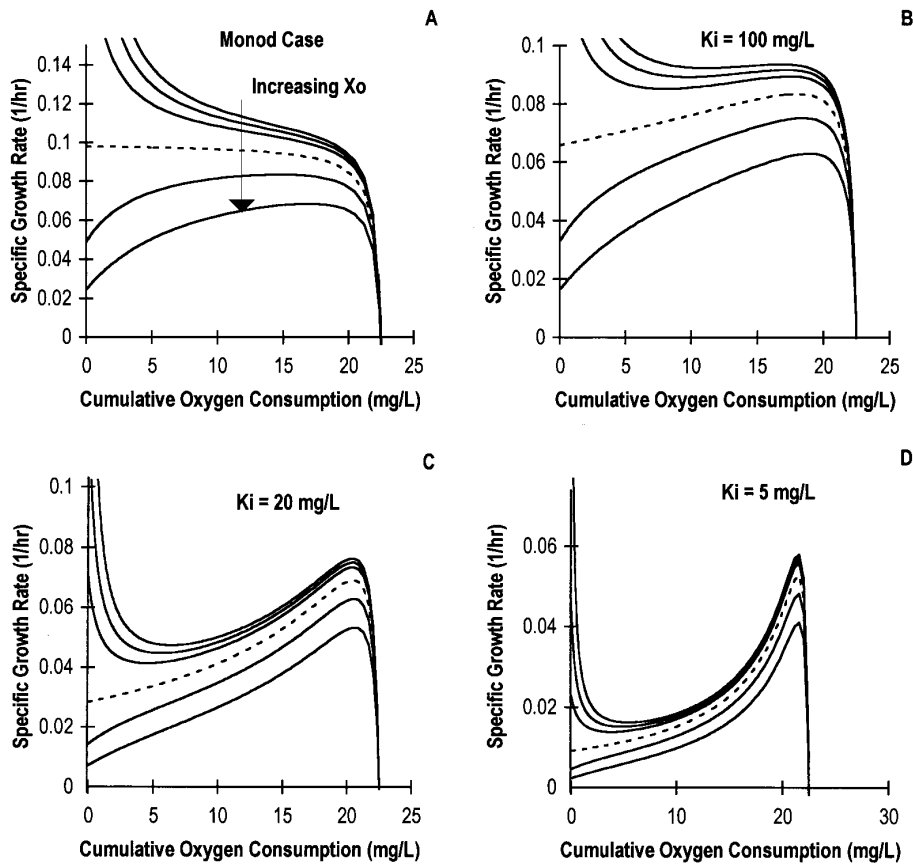 A
Monod Case
Increasing Xo
Specific Growth Rate (1/hr)
0.14
0.12
0.1
0.08
0.06
0.04
0.02
0
0 5 10 15 20 25
Cumulative Oxygen Consumption (mg/L)
B
Ki = 100 mg/L
Specific Growth Rate (1/hr)
0.1
0.08
0.06
0.04
0.02
0
0 5 10 15 20 25
Cumulative Oxygen Consumption (mg/L)
C
Ki = 20 mg/L
Specific Growth Rate (1/hr)
0.1
0.08
0.06
0.04
0.02
0
0 5 10 15 20 25
Cumulative Oxygen Consumption (mg/L)
D
Ki = 5 mg/L
Specific Growth Rate (1/hr)
0.06
0.04
0.02
0
0 10 20 30
Cumulative Oxygen Consumption (mg/L)